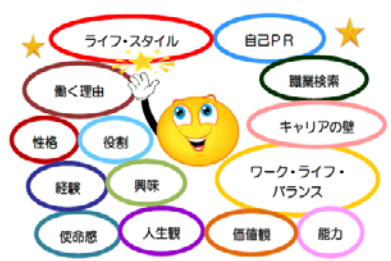 ライフ・スタイル
自己PR
働く理由
職業検索
性格
役割
キャリアの壁
経験
興味
ワーク・ライフ・
バランス
使命感
人生観
価値観
能力